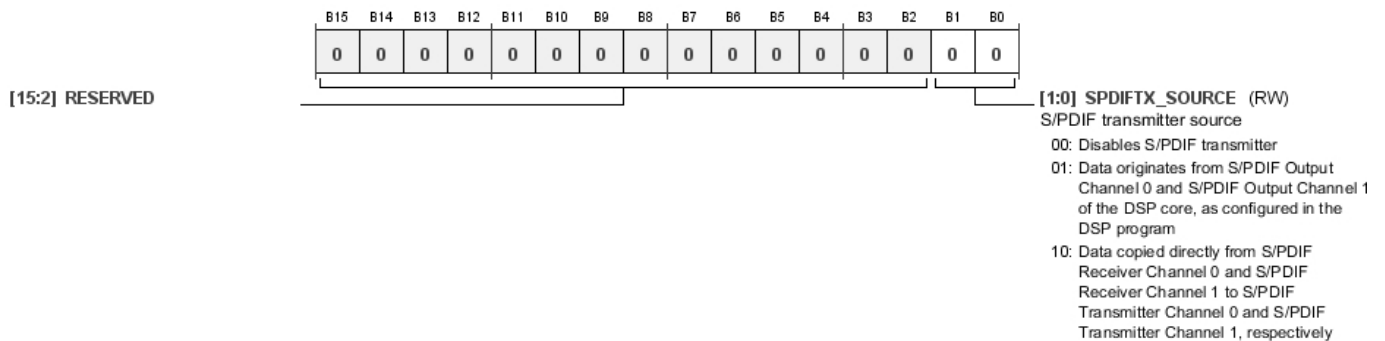 B15 B14 B13 B12 B11 B10 B9 B8 B7 B6 B5 B4 B3 B2 B1 B0
0 0 0 0 0 0 0 0 0 0 0 0 0 0 0 0
[15:2] RESERVED
[1:0] SPDIFTX_SOURCE (RW)
S/PDIF transmitter source
00: Disables S/PDIF transmitter
01: Data originates from S/PDIF Output
Channel 0 and S/PDIF Output Channel 1
of the DSP core, as configured in the
DSP program
10: Data copied directly from S/PDIF
Receiver Channel 0 and S/PDIF
Receiver Channel 1 to S/PDIF
Transmitter Channel 0 and S/PDIF
Transmitter Channel 1, respectively